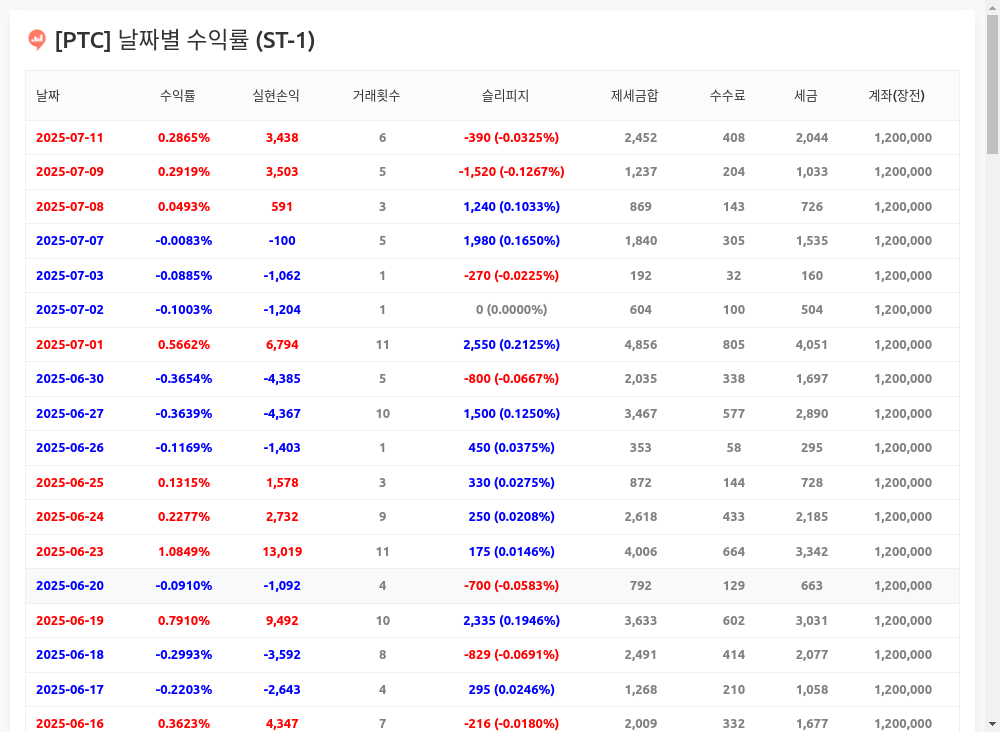 [PTC] 날짜별 수익률 (ST-1)
날짜 수익률 실현손익 거래횟수 슬리피지 제세금합 수수료 세금 계좌(장전)
2025-07-11 0.2865% 3,438 6 -390 (-0.0325%) 2,452 408 2,044 1,200,000
2025-07-09 0.2919% 3,503 5 -1,520 (-0.1267%) 1,237 204 1,033 1,200,000
2025-07-08 0.0493% 591 3 1,240 (0.1033%) 869 143 726 1,200,000
2025-07-07 -0.0083% -100 5 1,980 (0.1650%) 1,840 305 1,535 1,200,000
2025-07-03 -0.0885% -1,062 1 -270 (-0.0225%) 192 32 160 1,200,000
2025-07-02 -0.1003% -1,204 1 0 (0.0000%) 604 100 504 1,200,000
2025-07-01 0.5662% 6,794 11 2,550 (0.2125%) 4,856 805 4,051 1,200,000
2025-06-30 -0.3654% -4,385 5 -800 (-0.0667%) 2,035 338 1,697 1,200,000
2025-06-27 -0.3639% -4,367 10 1,500 (0.1250%) 3,467 577 2,890 1,200,000
2025-06-26 -0.1169% -1,403 1 450 (0.0375%) 353 58 295 1,200,000
2025-06-25 0.1315% 1,578 3 330 (0.0275%) 872 144 728 1,200,000
2025-06-24 0.2277% 2,732 9 250 (0.0208%) 2,618 433 2,185 1,200,000
2025-06-23 1.0849% 13,019 11 175 (0.0146%) 4,006 664 3,342 1,200,000
2025-06-20 -0.0910% -1,092 4 -700 (-0.0583%) 792 129 663 1,200,000
2025-06-19 0.7910% 9,492 10 2,335 (0.1946%) 3,633 602 3,031 1,200,000
2025-06-18 -0.2993% -3,592 8 -829 (-0.0691%) 2,491 414 2,077 1,200,000
2025-06-17 -0.2203% -2,643 4 295 (0.0246%) 1,268 210 1,058 1,200,000
2025-06-16 0.3623% 4,347 7 -216 (-0.0180%) 2,009 332 1,677 1,200,000